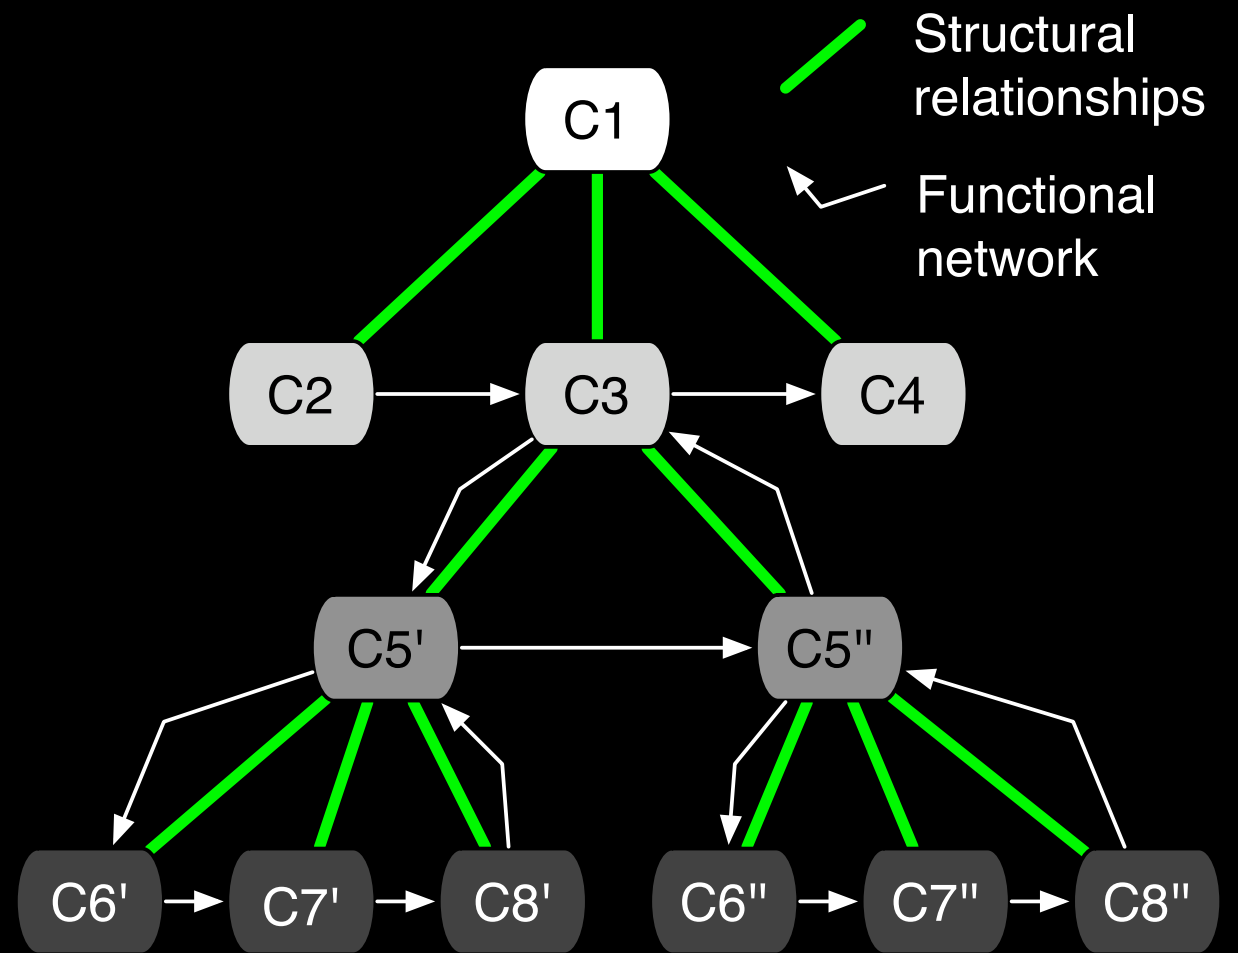 Structural
relationships
C1
Functional
network
C2
C3
C4
C5'
C5"
C6'
C7'
C8'
C6"
C7"
C8"